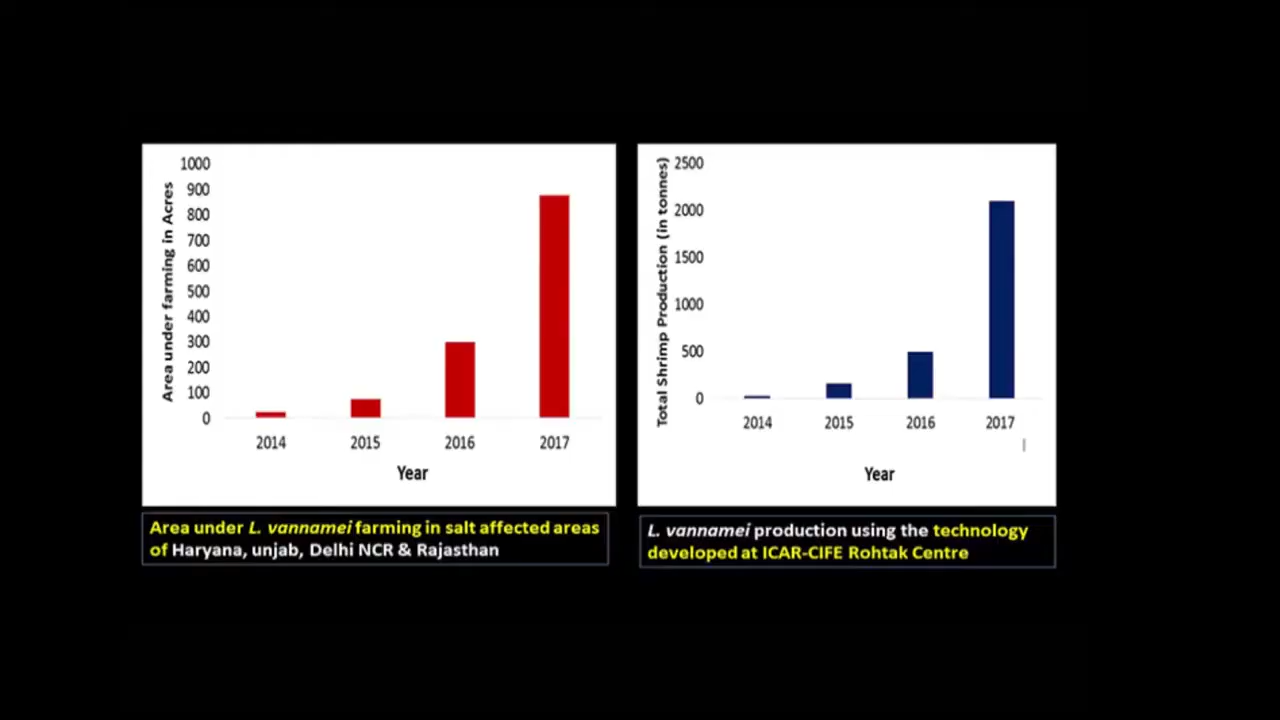 Area under farming in Acres
1000
900
800
700
600
500
400
300
200
100
0
2014 2015 2016 2017
Year
Area under L. vannamei farming in salt affected areas
of Haryana, unjab, Delhi NCR & Rajasthan
Total Shrimp Production (in tonnes)
2500
2000
1500
1000
500
0
2014 2015 2016 2017
Year
L. vannamei production using the technology
developed at ICAR-CIFE Rohtak Centre